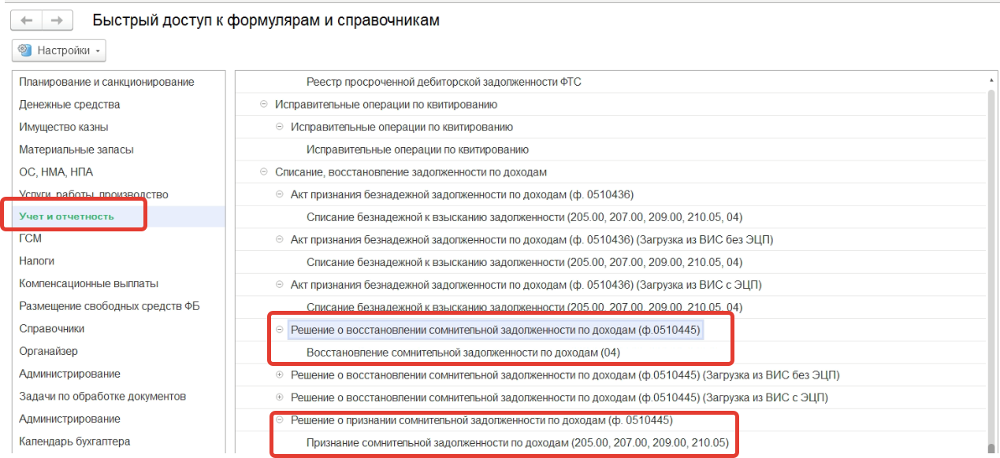 Быстрый доступ к формулярам и справочникам
Настройки
Планирование и санкционирование
Денежные средства
Имущество казны
Материальные запасы
ОС, НМА, НПА
Услуги, работы, производство
Учет и отчетность
ГСМ
Налоги
Компенсационные выплаты
Размещение свободных средств ФБ
Справочники
Органайзер
Администрирование
Задачи по обработке документов
Администрирование
Календарь бухгалтера
Реестр просроченной дебиторской задолженности ФТС
Исправительные операции по квитированию
Исправительные операции по квитированию
Исправительные операции по квитированию
Списание, восстановление задолженности по доходам
Акт признания безнадежной задолженности по доходам (ф. 0510436)
Списание безнадежной к взысканию задолженности (205.00, 207.00, 209.00, 210.05, 04)
Акт признания безнадежной задолженности по доходам (ф. 0510436) (Загрузка из ВИС без ЭЦП)
Списание безнадежной к взысканию задолженности (205.00, 207.00, 209.00, 210.05, 04)
Акт признания безнадежной задолженности по доходам (ф. 0510436) (Загрузка из ВИС с ЭЦП)
Списание безнадежной к взысканию задолженности (205.00, 207.00, 209.00, 210.05, 04)
Решение о восстановлении сомнительной задолженности по доходам (ф.0510445)
Восстановление сомнительной задолженности по доходам (04)
Решение о восстановлении сомнительной задолженности по доходам (ф.0510445) (Загрузка из ВИС без ЭЦП)
Решение о восстановлении сомнительной задолженности по доходам (ф.0510445) (Загрузка из ВИС с ЭЦП)
Решение о признании сомнительной задолженности по доходам (ф. 0510445)
Признание сомнительной задолженности по доходам (205.00, 207.00, 209.00, 210.05)